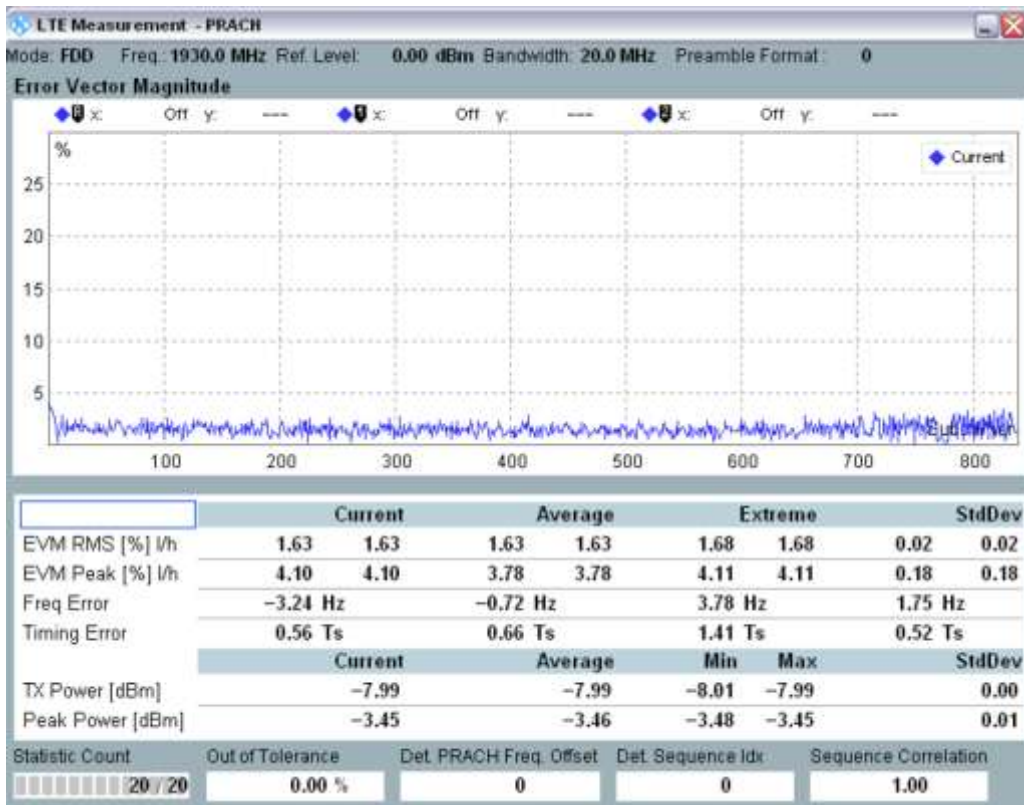 LTE Measurement - PRACH
Mode: FDD Freq.: 1930.0 MHz Ref. Level: 0.00 dBm Bandwidth: 20.0 MHz Preamble Format : 0
Error Vector Magnitude
R x: Off y: --- 1 x: Off y: --- 2 x: Off y: ---
% Current
25
20
15
10
5
100 200 300 400 500 600 700 800
Current Average Extreme StdDev
EVM RMS [%] l/h 1.63 1.63 1.63 1.63 1.68 1.68 0.02 0.02
EVM Peak [%] l/h 4.10 4.10 3.78 3.78 4.11 4.11 0.18 0.18
Freq Error −3.24 Hz −0.72 Hz 3.78 Hz 1.75 Hz
Timing Error 0.56 Ts 0.66 Ts 1.41 Ts 0.52 Ts
Current Average Min Max StdDev
TX Power [dBm] −7.99 −7.99 −8.01 −7.99 0.00
Peak Power [dBm] −3.45 −3.46 −3.48 −3.45 0.01
Statistic Count Out of Tolerance Det. PRACH Freq. Offset Det. Sequence Idx Sequence Correlation
20 / 20 0.00 % 0 0 1.00